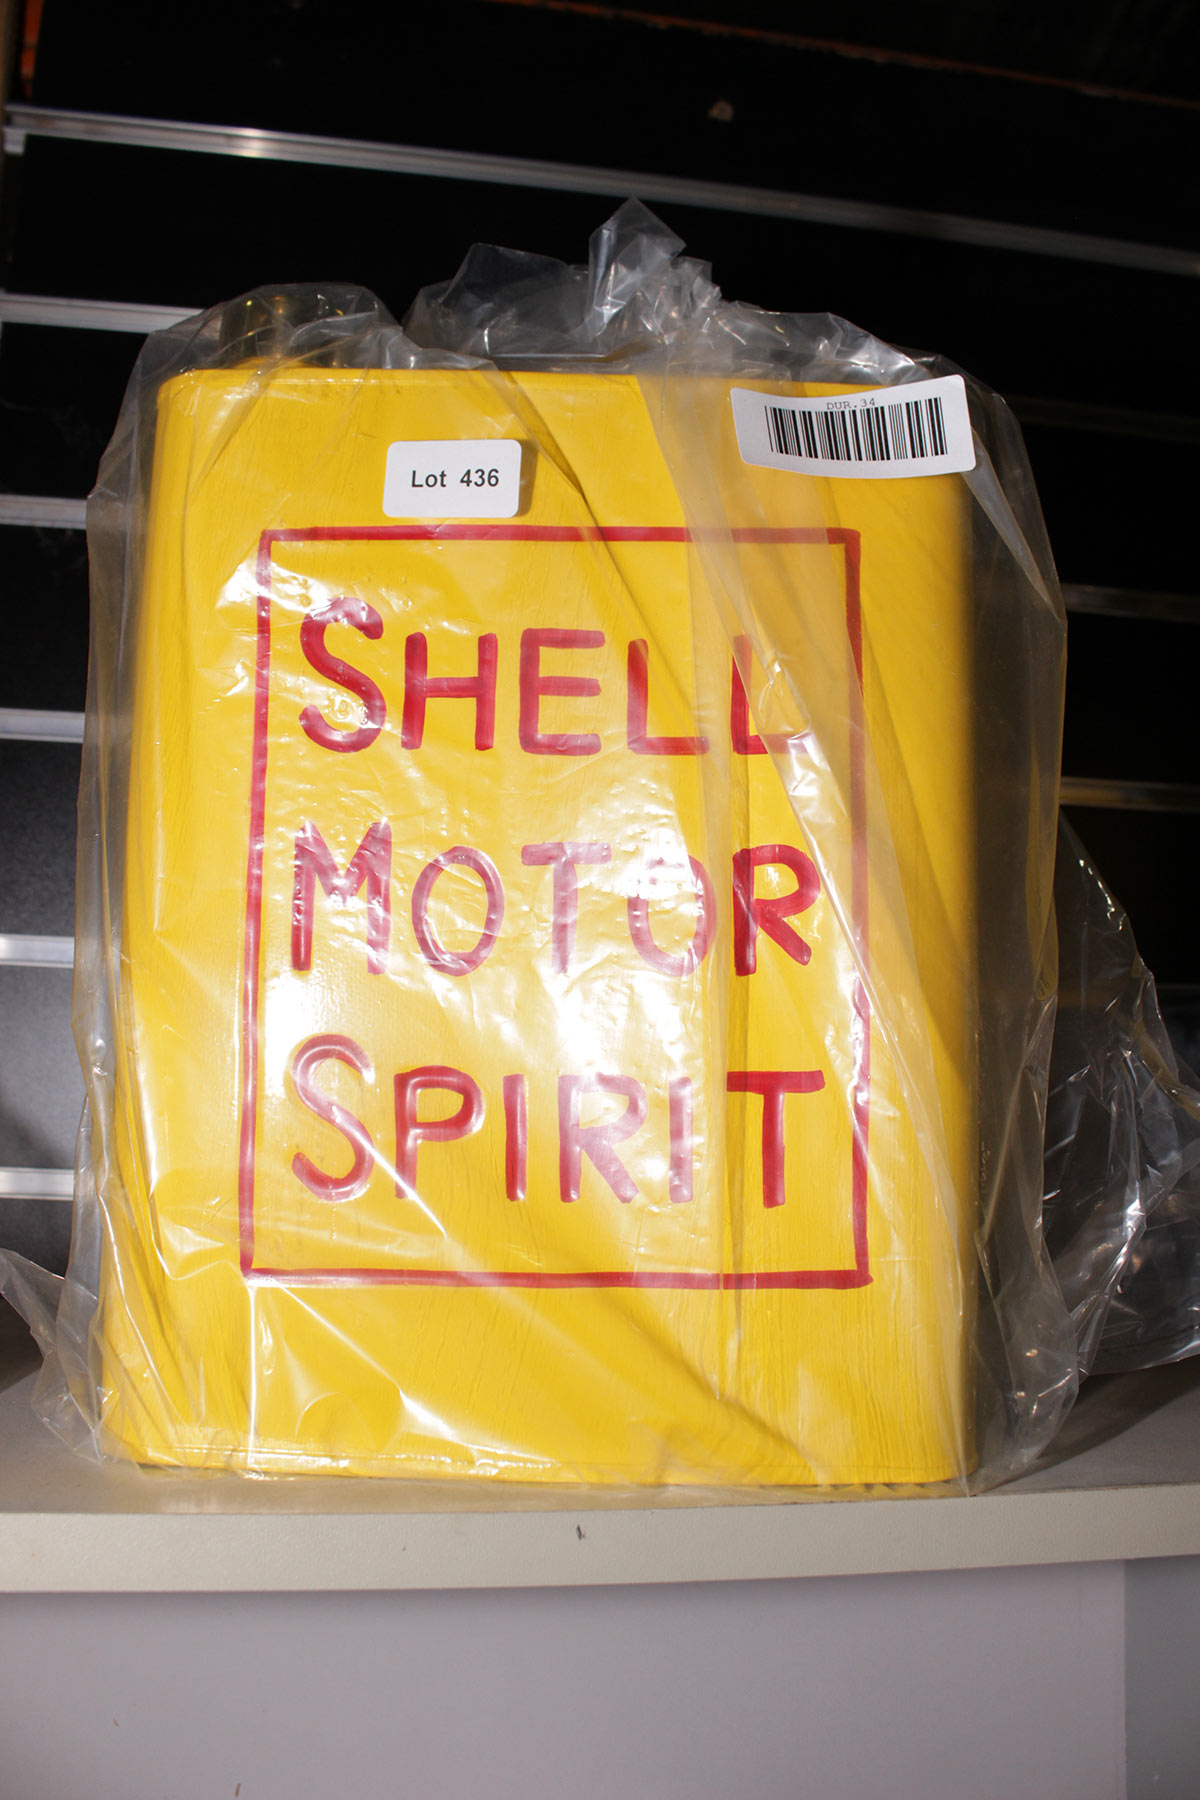 DUR.34
Lot 436
SHELL
MOTOR
SPIRIT